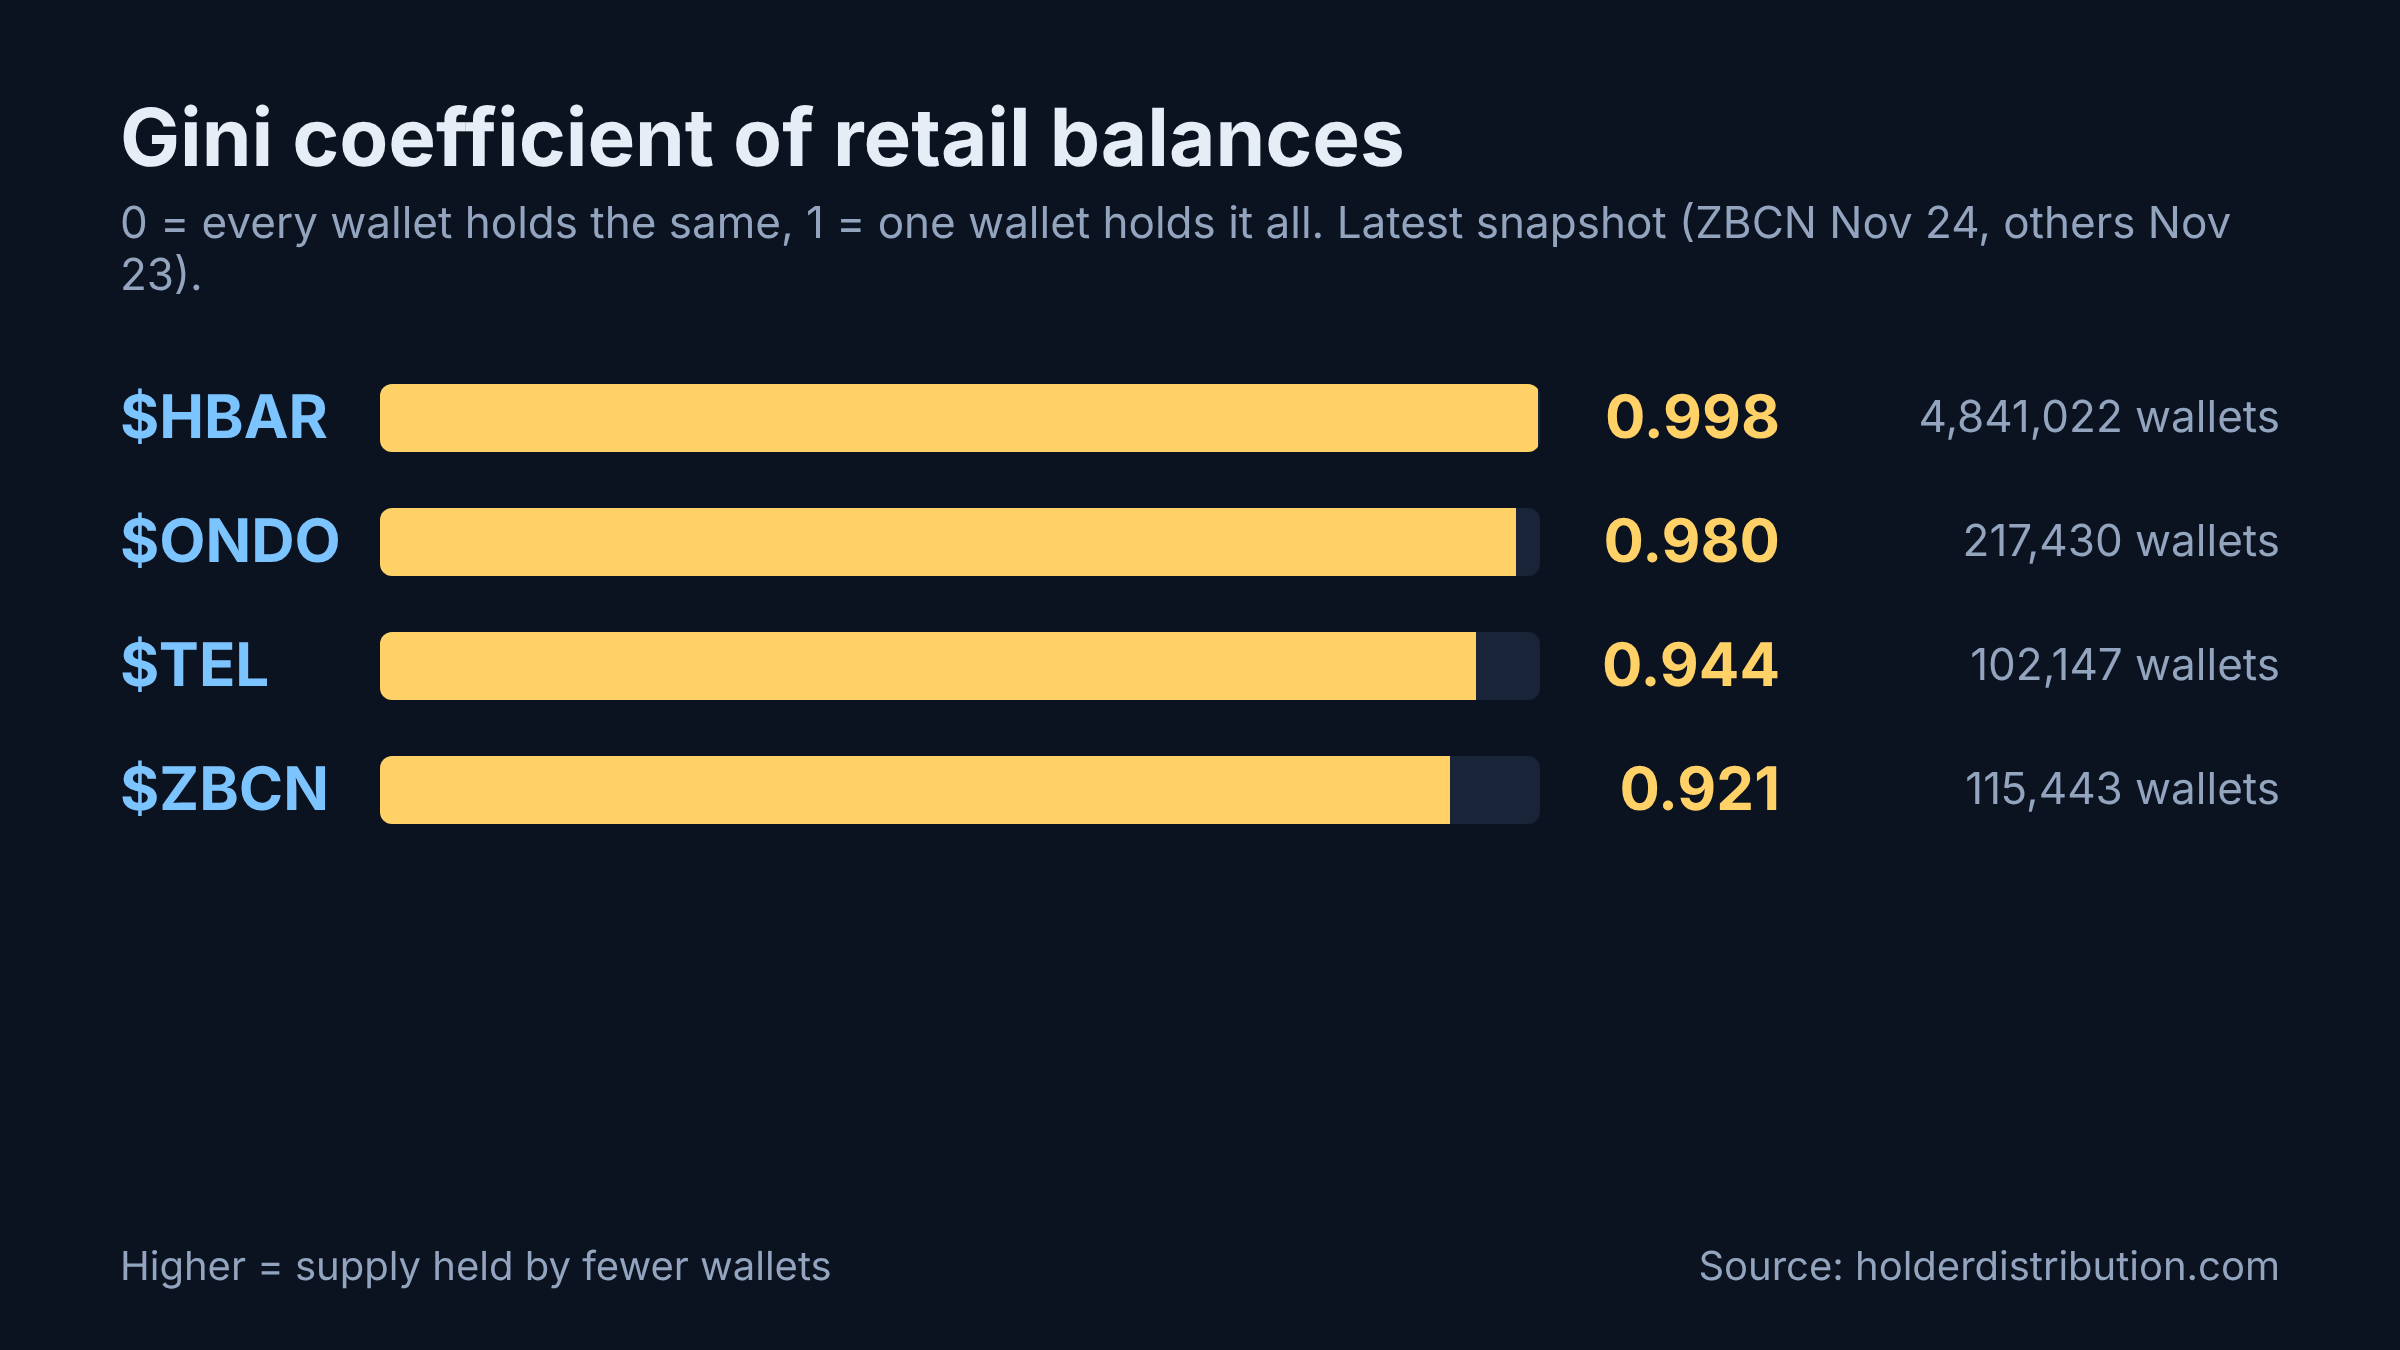 Gini coefficient of retail balances
0 = every wallet holds the same, 1 = one wallet holds it all. Latest snapshot (ZBCN Nov 24, others Nov
23).
$HBAR 0.998 4,841,022 wallets
$ONDO 0.980 217,430 wallets
$TEL 0.944 102,147 wallets
$ZBCN 0.921 115,443 wallets
Higher = supply held by fewer wallets Source: holderdistribution.com